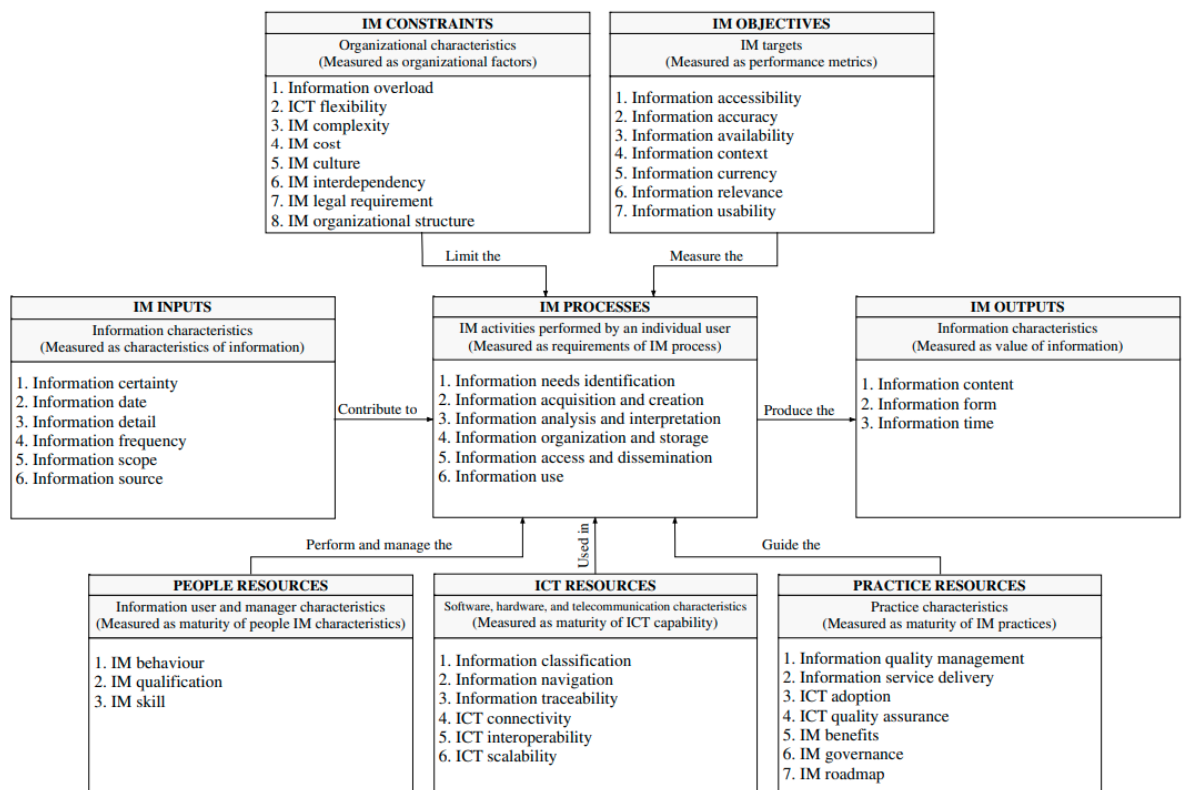 IM CONSTRAINTS
Organizational characteristics
(Measured as organizational factors)
1. Information overload
2. ICT flexibility
3. IM complexity
4. IM cost
5. IM culture
6. IM interdependency
7. IM legal requirement
8. IM organizational structure
IM OBJECTIVES
IM targets
(Measured as performance metrics)
1. Information accessibility
2. Information accuracy
3. Information availability
4. Information context
5. Information currency
6. Information relevance
7. Information usability
Limit the
Measure the
IM INPUTS
Information characteristics
(Measured as characteristics of information)
1. Information certainty
2. Information date
3. Information detail
4. Information frequency
5. Information scope
6. Information source
Contribute to
IM PROCESSES
IM activities performed by an individual user
(Measured as requirements of IM process)
1. Information needs identification
2. Information acquisition and creation
3. Information analysis and interpretation
4. Information organization and storage
5. Information access and dissemination
6. Information use
Produce the
IM OUTPUTS
Information characteristics
(Measured as value of information)
1. Information content
2. Information form
3. Information time
Perform and manage the
Used in
Guide the
PEOPLE RESOURCES
Information user and manager characteristics
(Measured as maturity of people IM characteristics)
1. IM behaviour
2. IM qualification
3. IM skill
ICT RESOURCES
Software, hardware, and telecommunication characteristics
(Measured as maturity of ICT capability)
1. Information classification
2. Information navigation
3. Information traceability
4. ICT connectivity
5. ICT interoperability
6. ICT scalability
PRACTICE RESOURCES
Practice characteristics
(Measured as maturity of IM practices)
1. Information quality management
2. Information service delivery
3. ICT adoption
4. ICT quality assurance
5. IM benefits
6. IM governance
7. IM roadmap